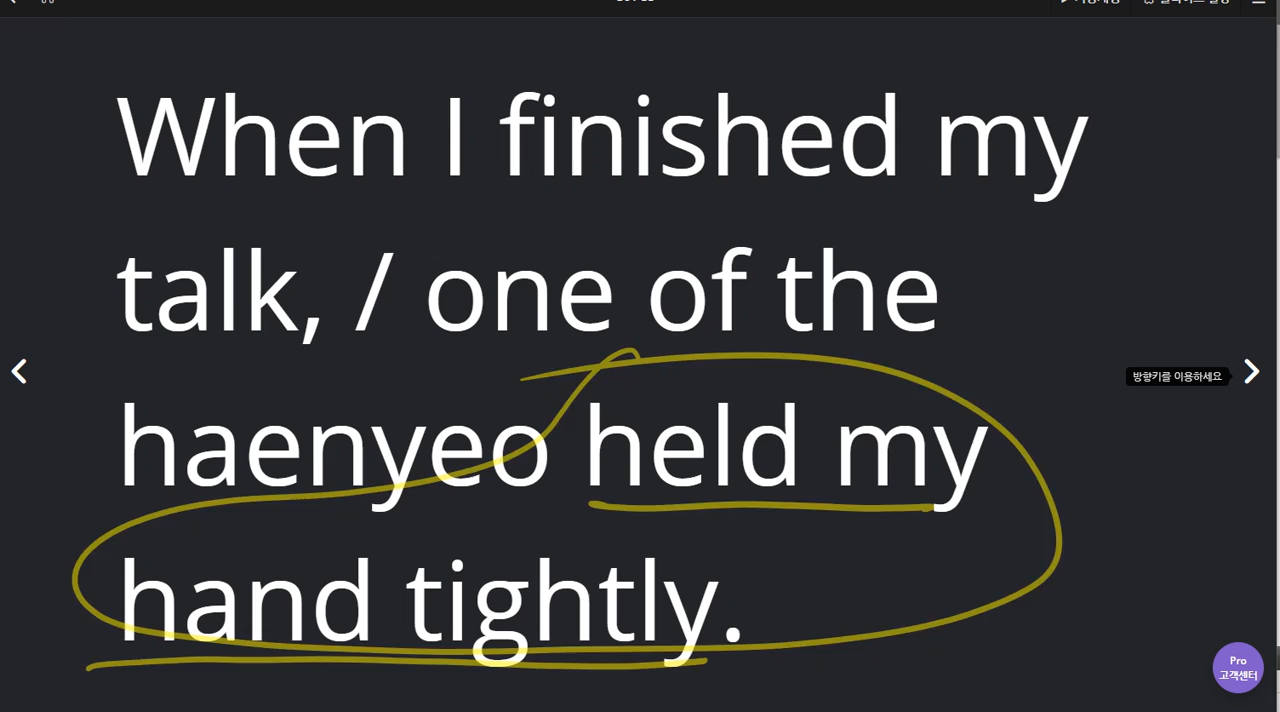 When I finished my
talk, / one of the
haenyeo held my
방향키를 이용하세요
hand tightly.
Pro
고객센터